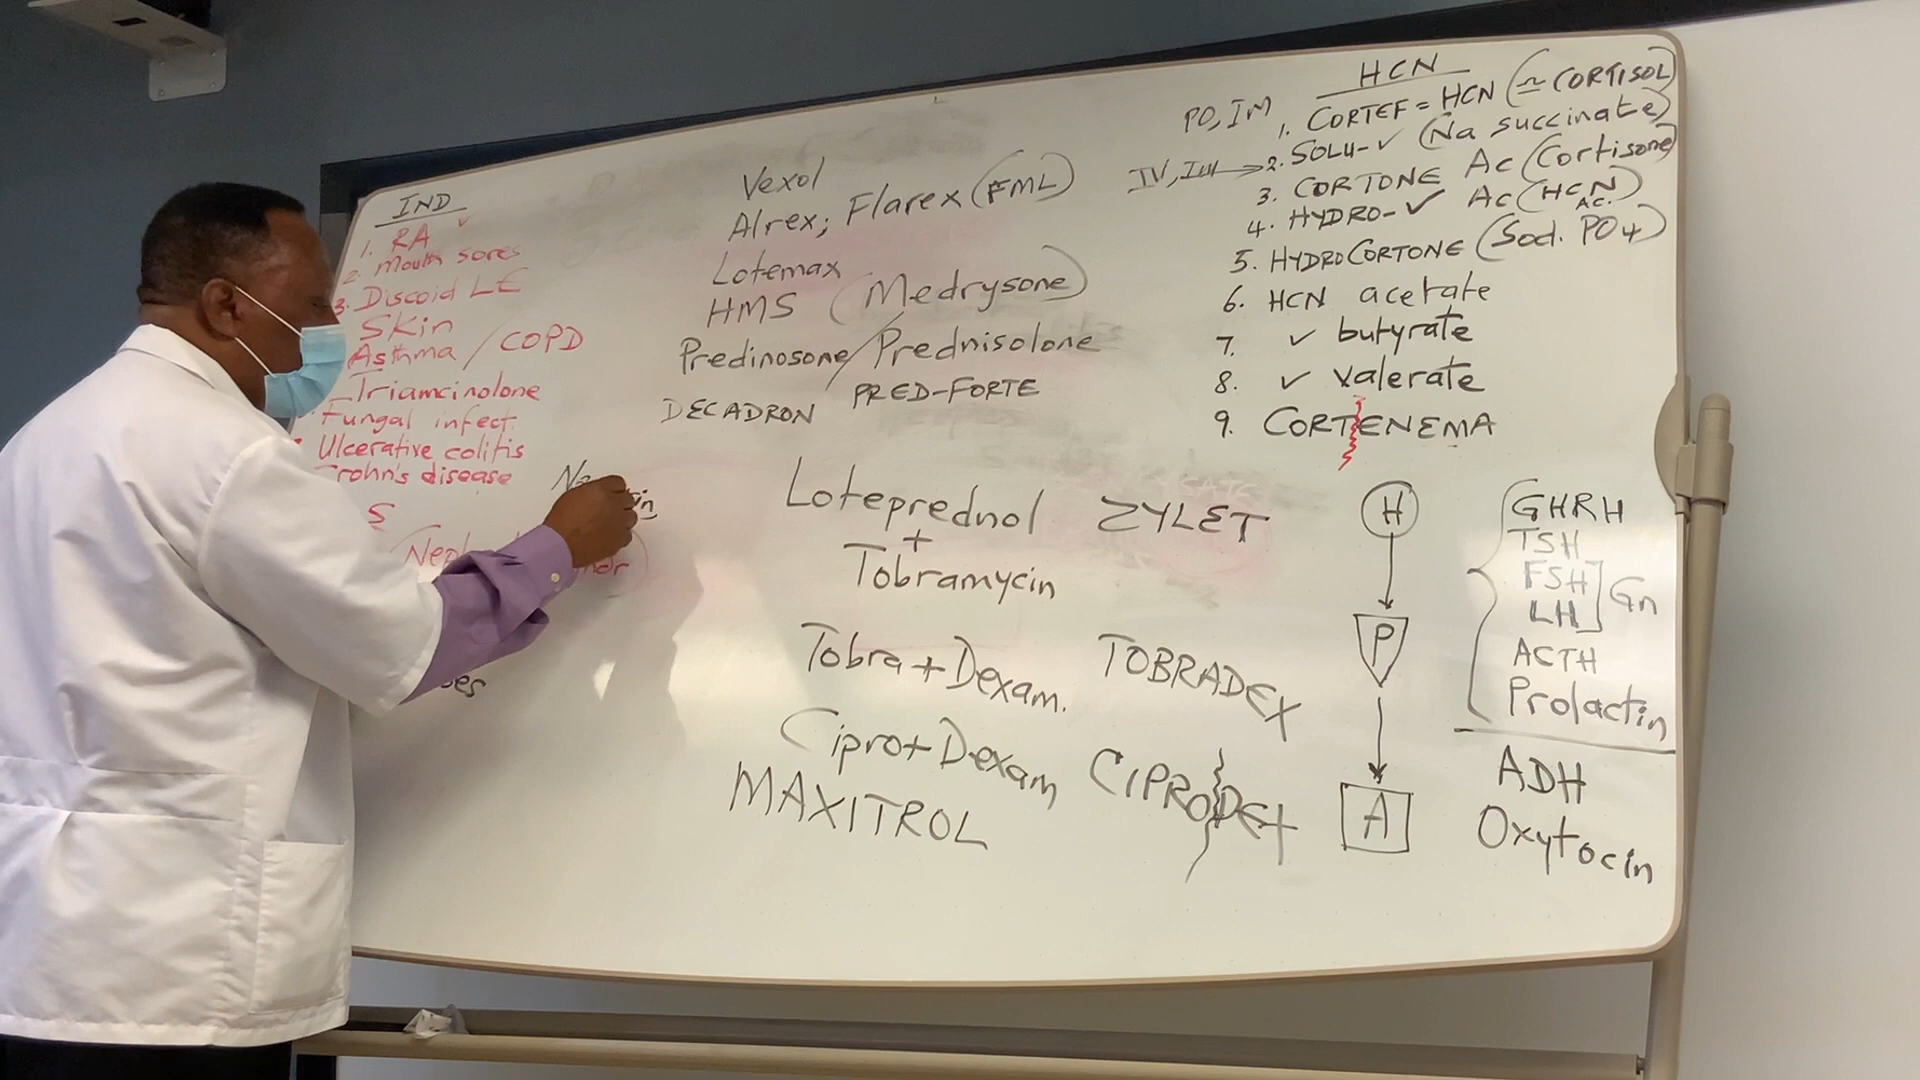 IND
1. RA ✓
2. Mouth sores
3. Discoid LE
Skin
Asthma / COPD
Triamcinolone
Fungal infect.
Ulcerative colitis
rohn's disease
S
Vexol
Alrex; Flarex (FML)
Lotemax
HMS (Medrysone)
Predinosone / Prednisolone
DECADRON PRED-FORTE
Loteprednol ZYLET
+
Tobramycin
Tobra + Dexam. TOBRADEX
Cipro + Dexam CIPRODEX
MAXITROL
HCN
PO, IM 1. CORTEF = HCN (≃ CORTISOL)
IV, IM → 2. SOLU- ✓ (Na succinate)
3. CORTONE Ac (Cortisone)
4. HYDRO- ✓ Ac (HCN AC.)
5. HYDROCORTONE (Sod. PO4)
6. HCN acetate
7. ✓ butyrate
8. ✓ valerate
9. CORTENEMA
H
P
A
GHRH
TSH
FSH
LH
Gn
ACTH
Prolactin
ADH
Oxytocin